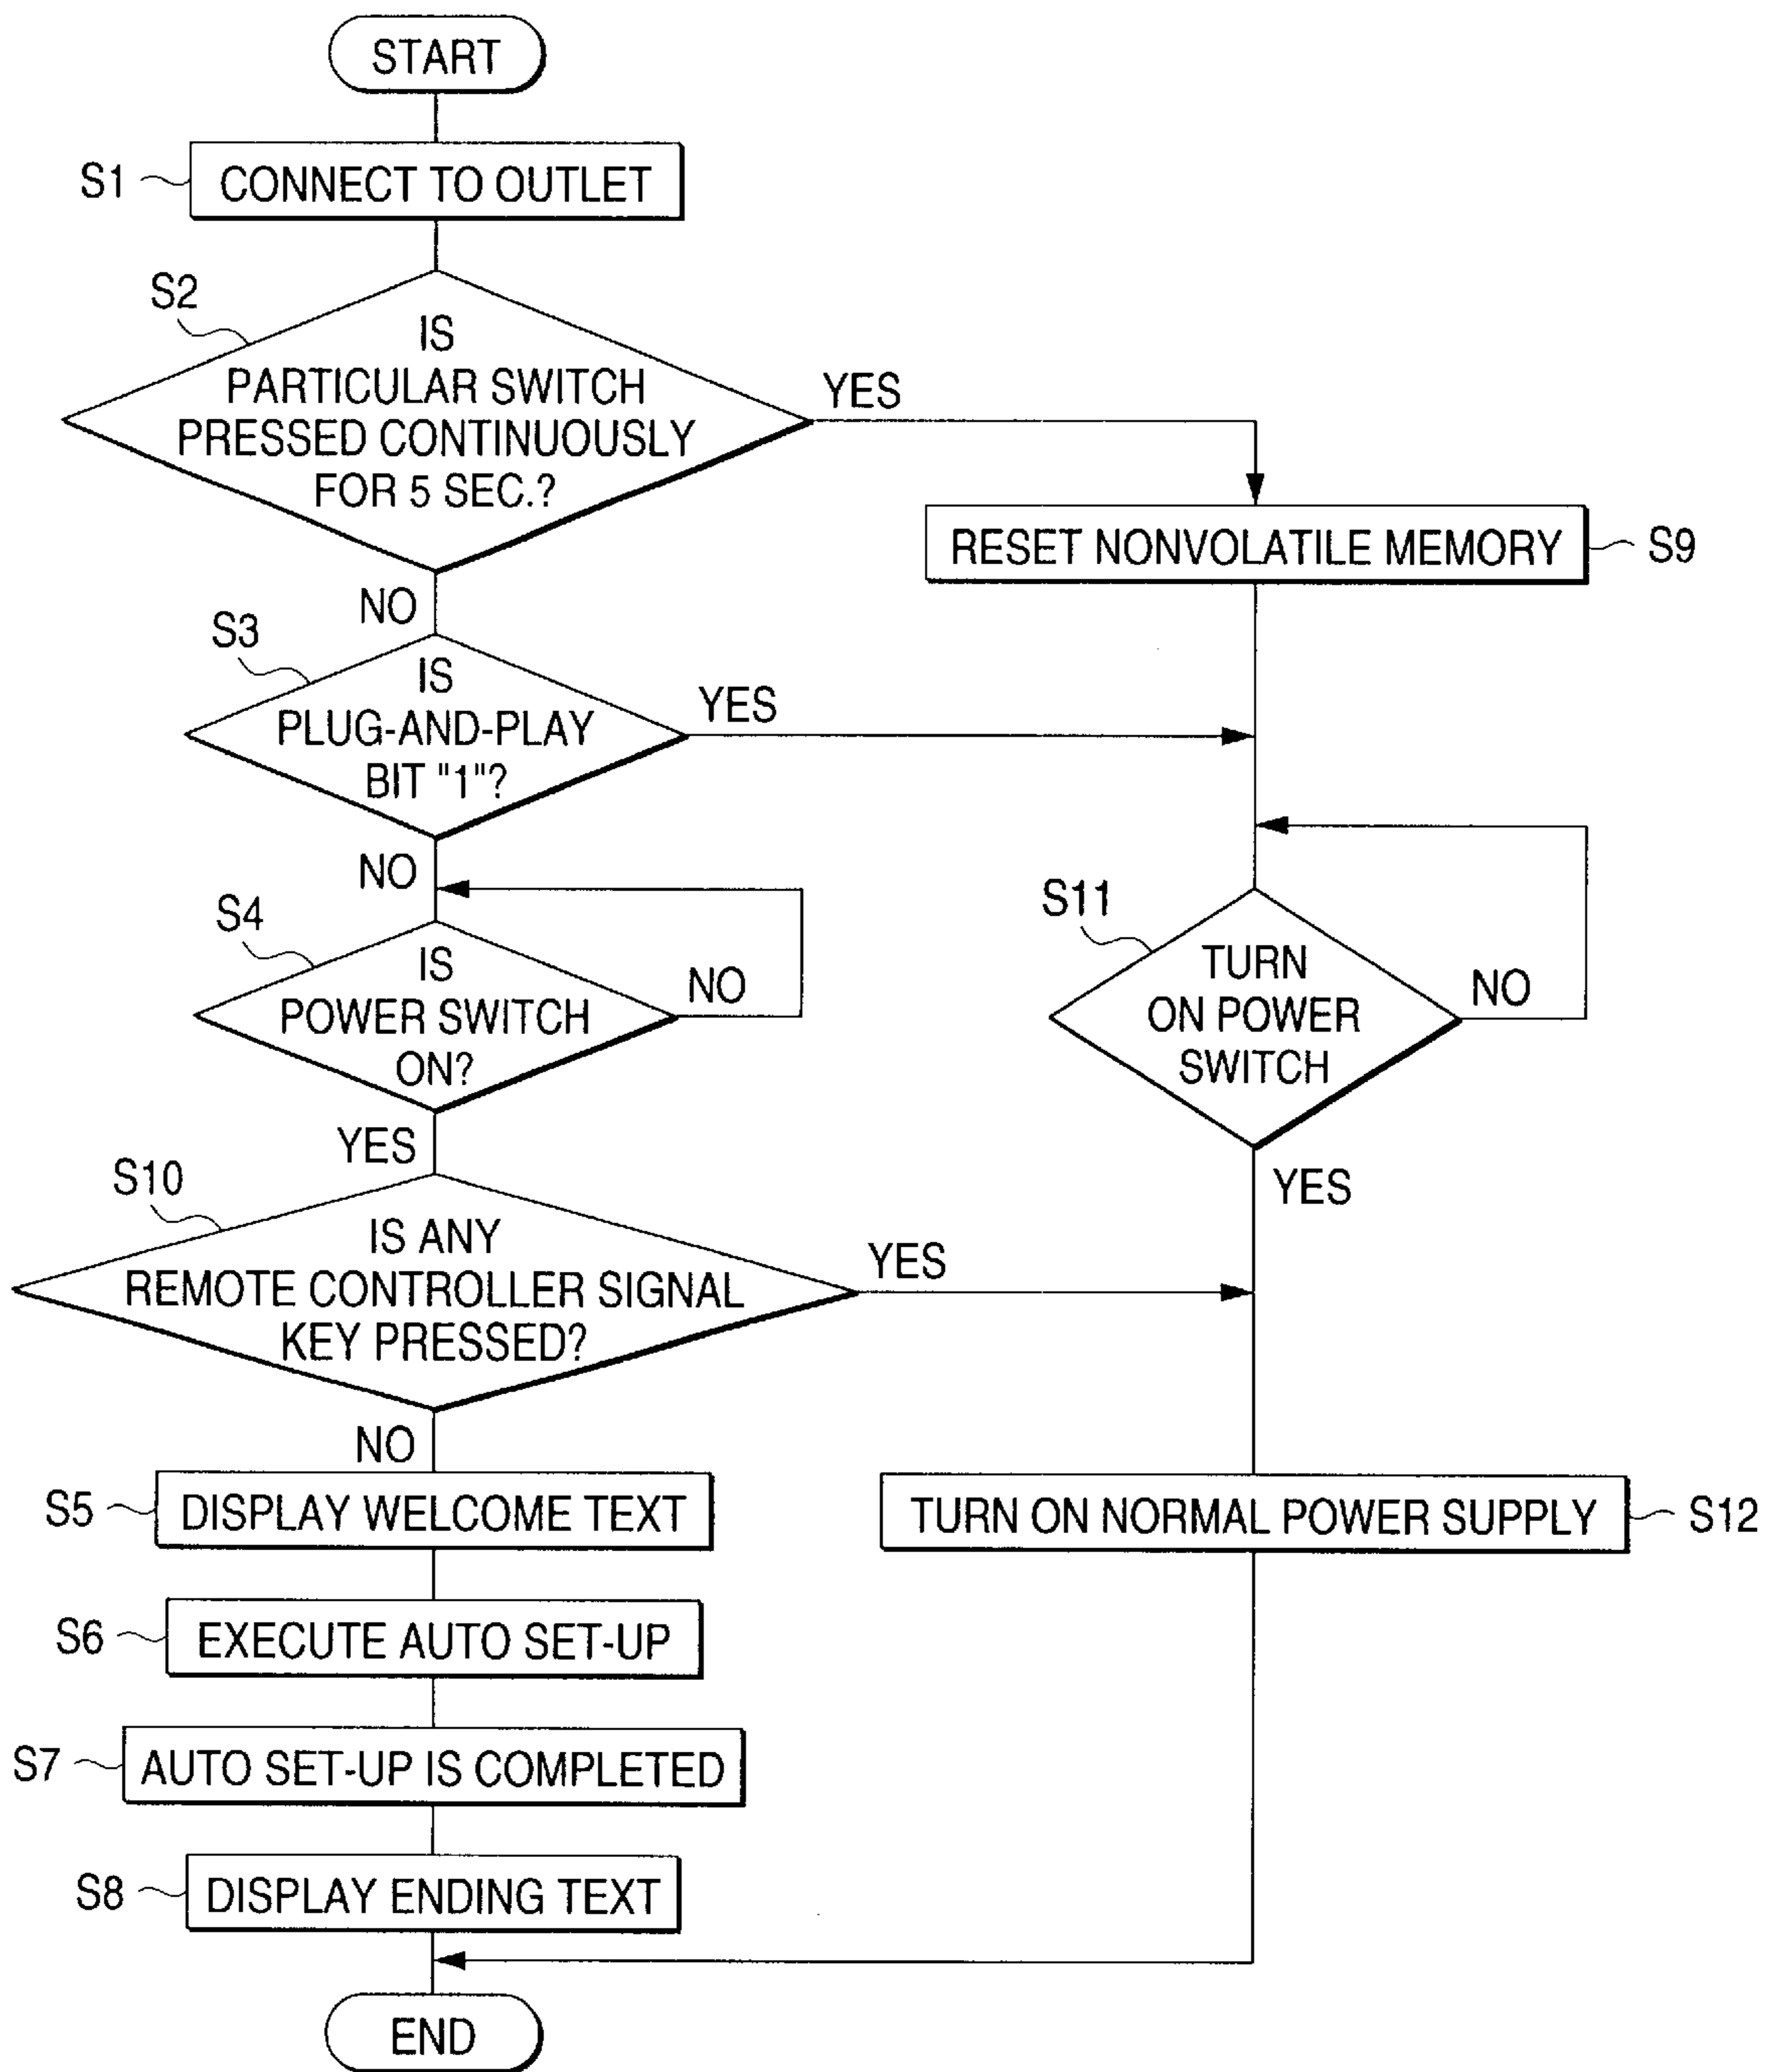 START
S1
CONNECT TO OUTLET
S2
IS
PARTICULAR SWITCH
PRESSED CONTINUOUSLY
FOR 5 SEC.?
YES
NO
RESET NONVOLATILE MEMORY
S9
S3
IS
PLUG-AND-PLAY
BIT "1"?
YES
NO
S4
IS
POWER SWITCH
ON?
NO
YES
S11
TURN
ON POWER
SWITCH
NO
YES
S10
IS ANY
REMOTE CONTROLLER SIGNAL
KEY PRESSED?
YES
NO
S5
DISPLAY WELCOME TEXT
TURN ON NORMAL POWER SUPPLY
S12
S6
EXECUTE AUTO SET-UP
S7
AUTO SET-UP IS COMPLETED
S8
DISPLAY ENDING TEXT
END